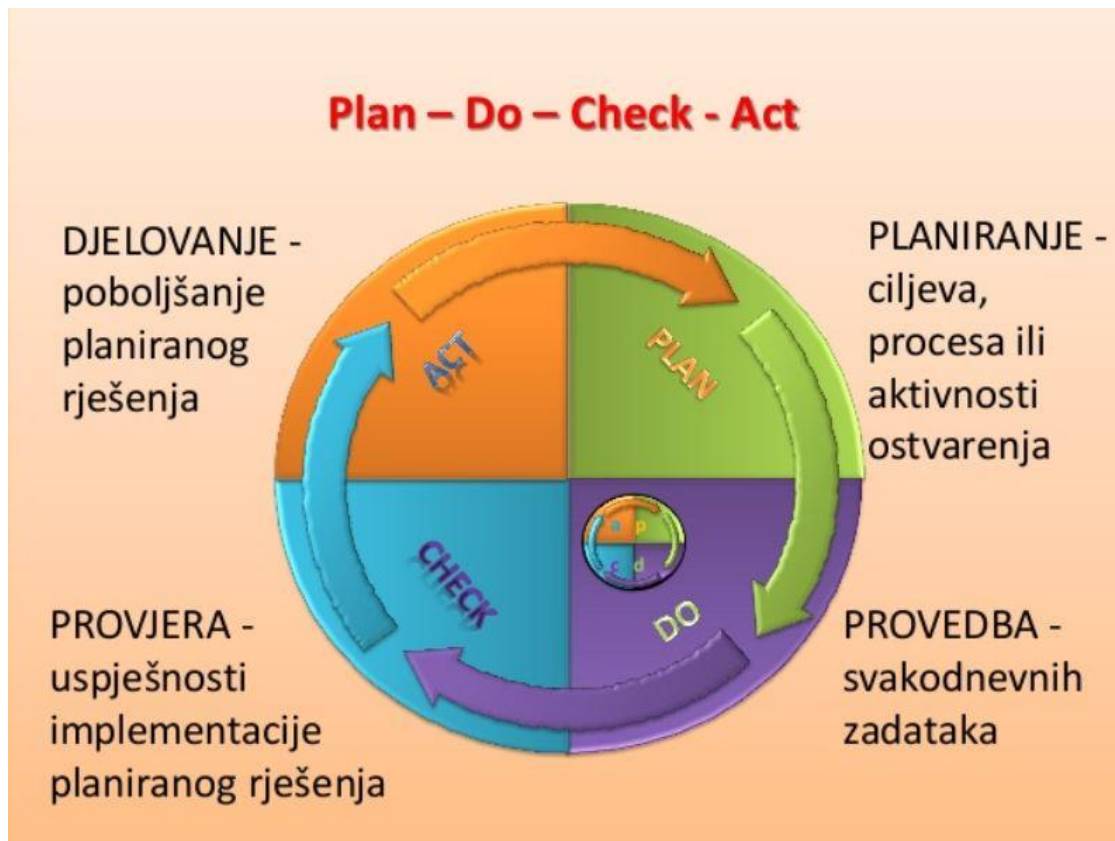 Plan – Do – Check - Act
DJELOVANJE -
poboljšanje
planiranog
rješenja
PLANIRANJE -
ciljeva,
procesa ili
aktivnosti
ostvarenja
ACT
PLAN
a p
c d
CHECK
DO
PROVJERA -
uspješnosti
implementacije
planiranog rješenja
PROVEDBA -
svakodnevnih
zadataka